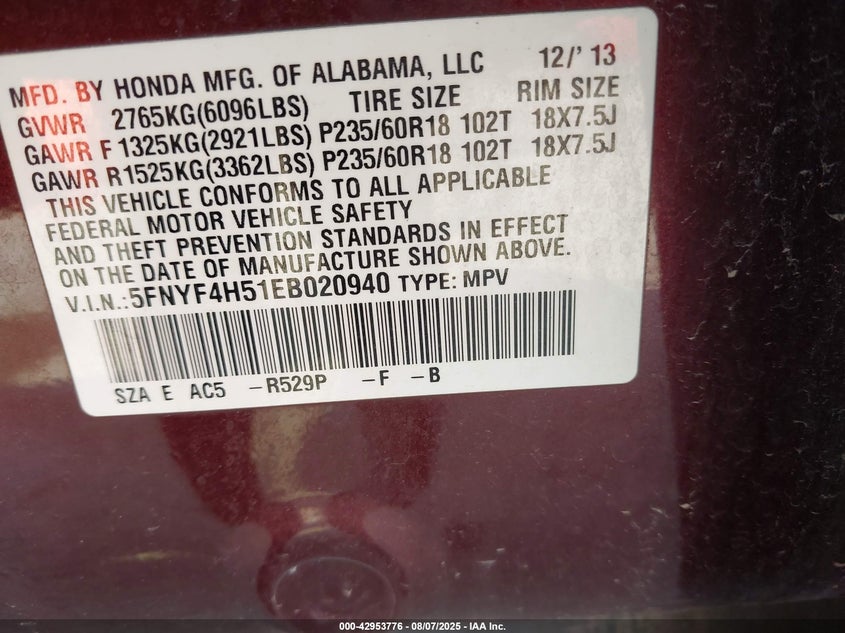 MFD. BY HONDA MFG. OF ALABAMA, LLC 12/'13
GVWR 2765KG(6096LBS) TIRE SIZE RIM SIZE
GAWR F 1325KG(2921LBS) P235/60R18 102T 18X7.5J
GAWR R1525KG(3362LBS) P235/60R18 102T 18X7.5J
THIS VEHICLE CONFORMS TO ALL APPLICABLE
FEDERAL MOTOR VEHICLE SAFETY
AND THEFT PREVENTION STANDARDS IN EFFECT
ON THE DATE OF MANUFACTURE SHOWN ABOVE.
V.I.N.:5FNYF4H51EB020940 TYPE: MPV
SZA E AC5 -R529P -F -B
000-42953776 - 08/07/2025 - IAA Inc.